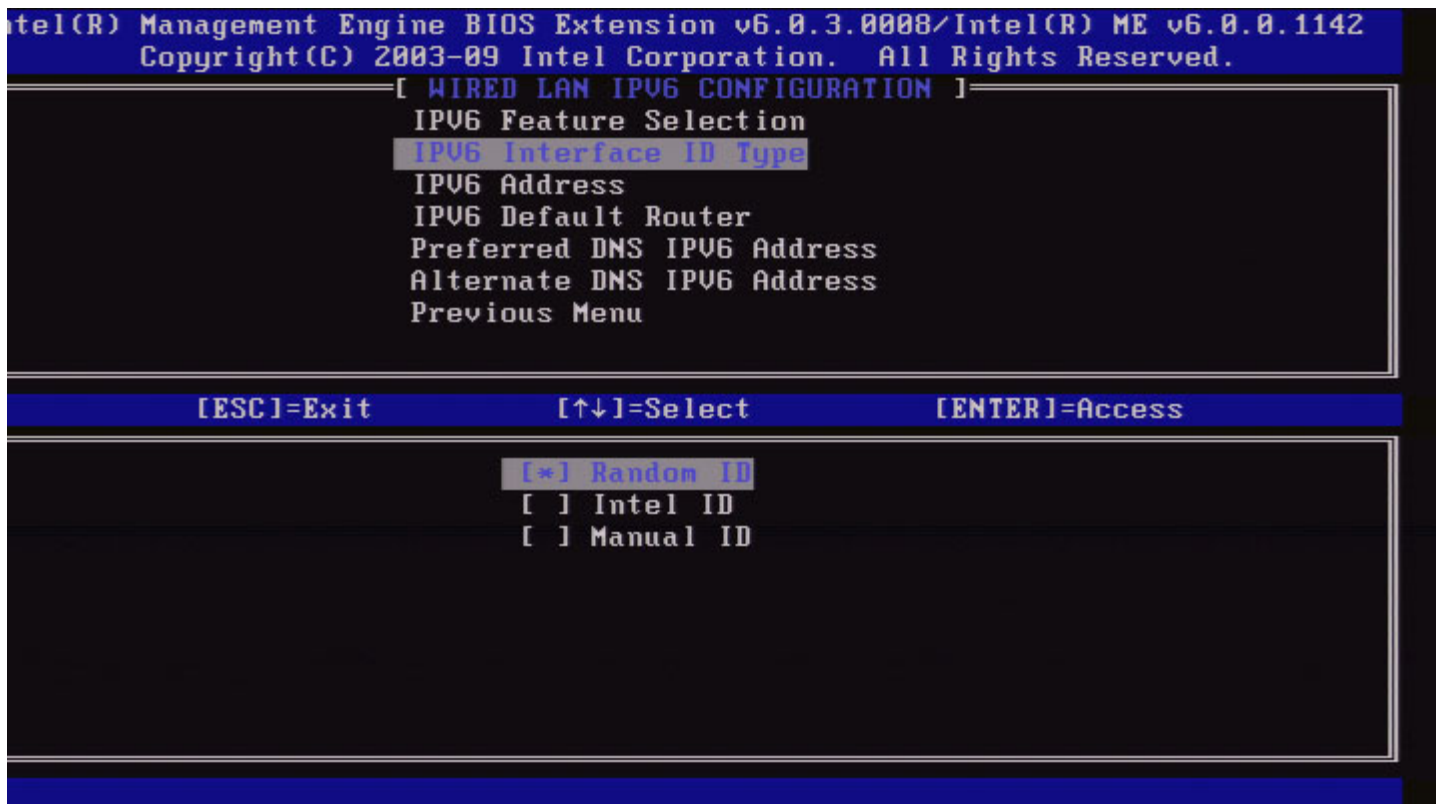 tel(R) Management Engine BIOS Extension v6.0.3.0008/Intel(R) ME v6.0.0.1142
Copyright(C) 2003-09 Intel Corporation. All Rights Reserved.
[ WIRED LAN IPV6 CONFIGURATION ]
IPV6 Feature Selection
IPV6 Interface ID Type
IPV6 Address
IPV6 Default Router
Preferred DNS IPV6 Address
Alternate DNS IPV6 Address
Previous Menu
[ESC]=Exit [↑↓]=Select [ENTER]=Access
[*] Random ID
[ ] Intel ID
[ ] Manual ID